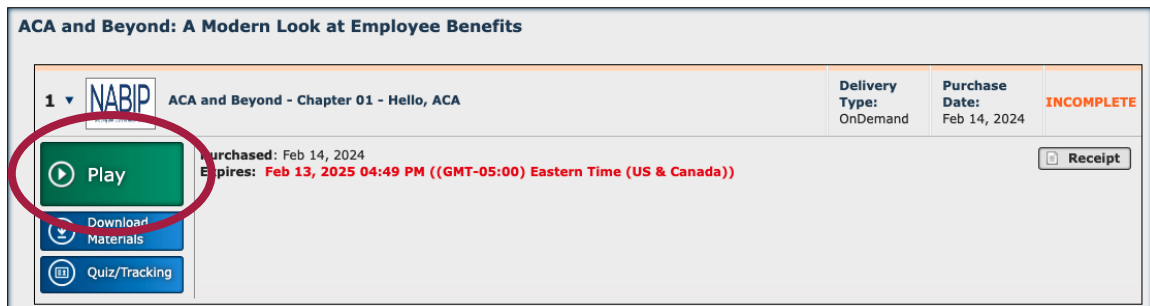 ACA and Beyond: A Modern Look at Employee Benefits
1 NABIP ACA and Beyond - Chapter 01 - Hello, ACA
Delivery Type: OnDemand
Purchase Date: Feb 14, 2024
INCOMPLETE
Play
Purchased: Feb 14, 2024
Expires: Feb 13, 2025 04:49 PM ((GMT-05:00) Eastern Time (US & Canada))
Receipt
Download
Materials
Quiz/Tracking